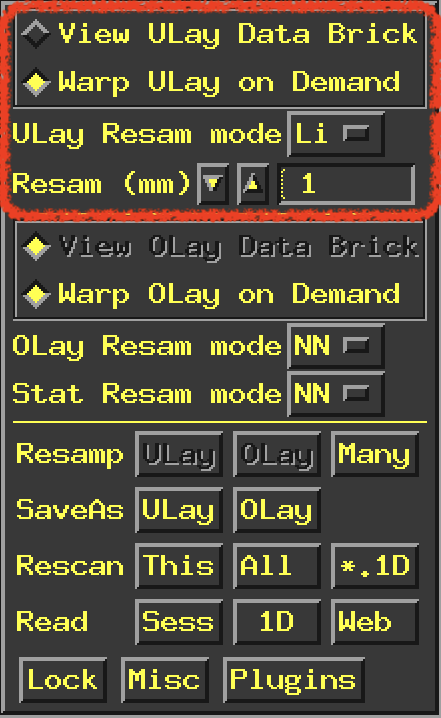 View ULay Data Brick
Warp ULay on Demand
ULay Resam mode Li
Resam (mm) 1
View OLay Data Brick
Warp OLay on Demand
OLay Resam mode NN
Stat Resam mode NN
Resamp ULay OLay Many
SaveAs ULay OLay
Rescan This All *.1D
Read Sess 1D Web
Lock Misc Plugins